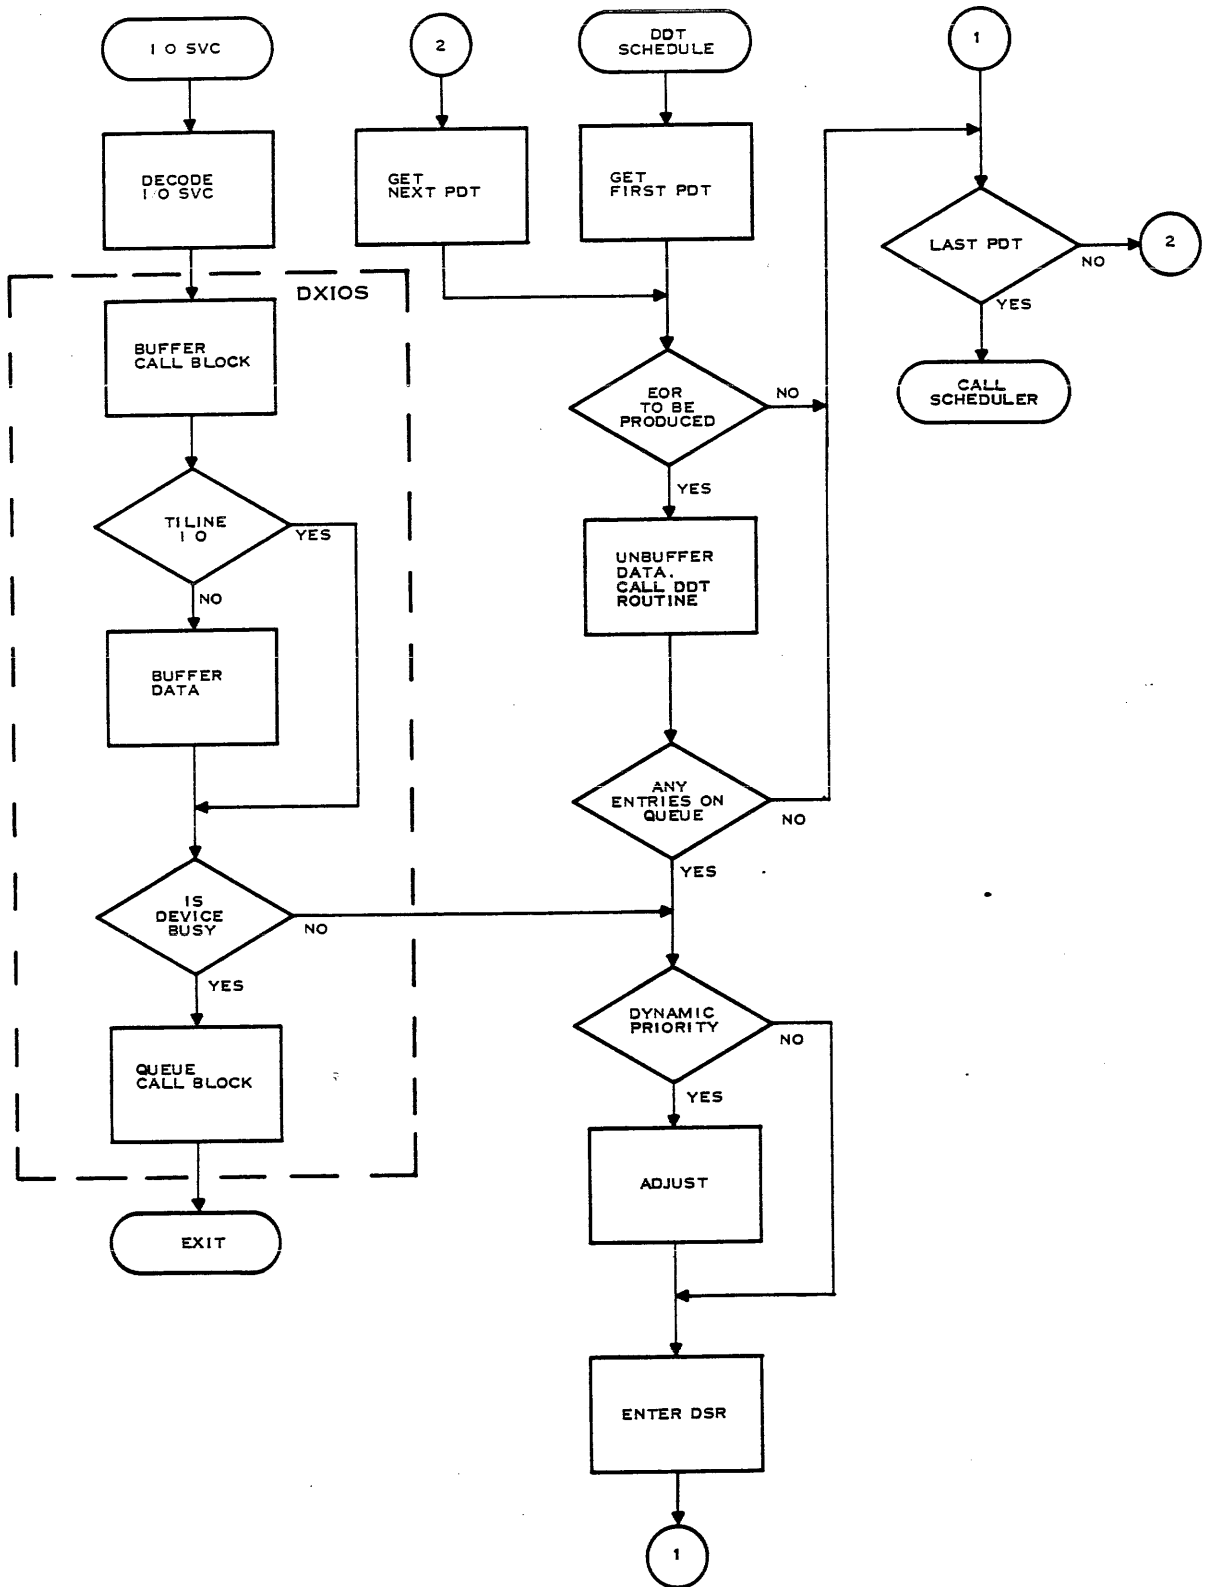 I O SVC
DECODE
I/O SVC
DXIOS
BUFFER
CALL BLOCK
TILINE
I O
YES
NO
BUFFER
DATA
IS
DEVICE
BUSY
NO
YES
QUEUE
CALL BLOCK
EXIT
2
GET
NEXT PDT
DDT
SCHEDULE
GET
FIRST PDT
EOR
TO BE
PRODUCED
NO
YES
UNBUFFER
DATA.
CALL DDT
ROUTINE
ANY
ENTRIES ON
QUEUE
NO
YES
DYNAMIC
PRIORITY
NO
YES
ADJUST
ENTER DSR
1
1
LAST PDT
NO
2
YES
CALL
SCHEDULER